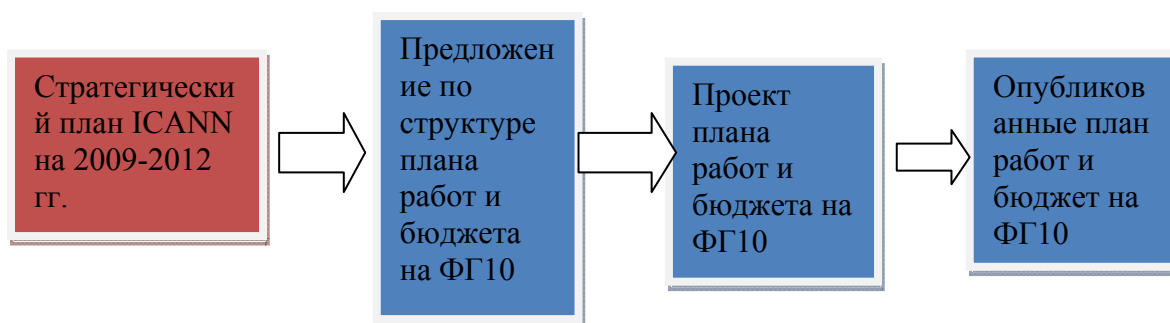 Стратегически
й план ICANN
на 2009-2012
гг.
Предложен
ие по
структуре
плана
работ и
бюджета
на ФГ10
Проект
плана
работ и
бюджета на
ФГ10
Опубликов
анные план
работ и
бюджет на
ФГ10